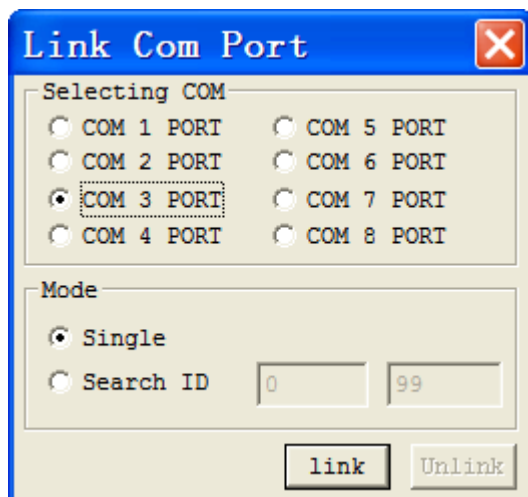 Link Com Port
Selecting COM
COM 1 PORT COM 5 PORT
COM 2 PORT COM 6 PORT
COM 3 PORT COM 7 PORT
COM 4 PORT COM 8 PORT
Mode
Single
Search ID 0 99
link Unlink